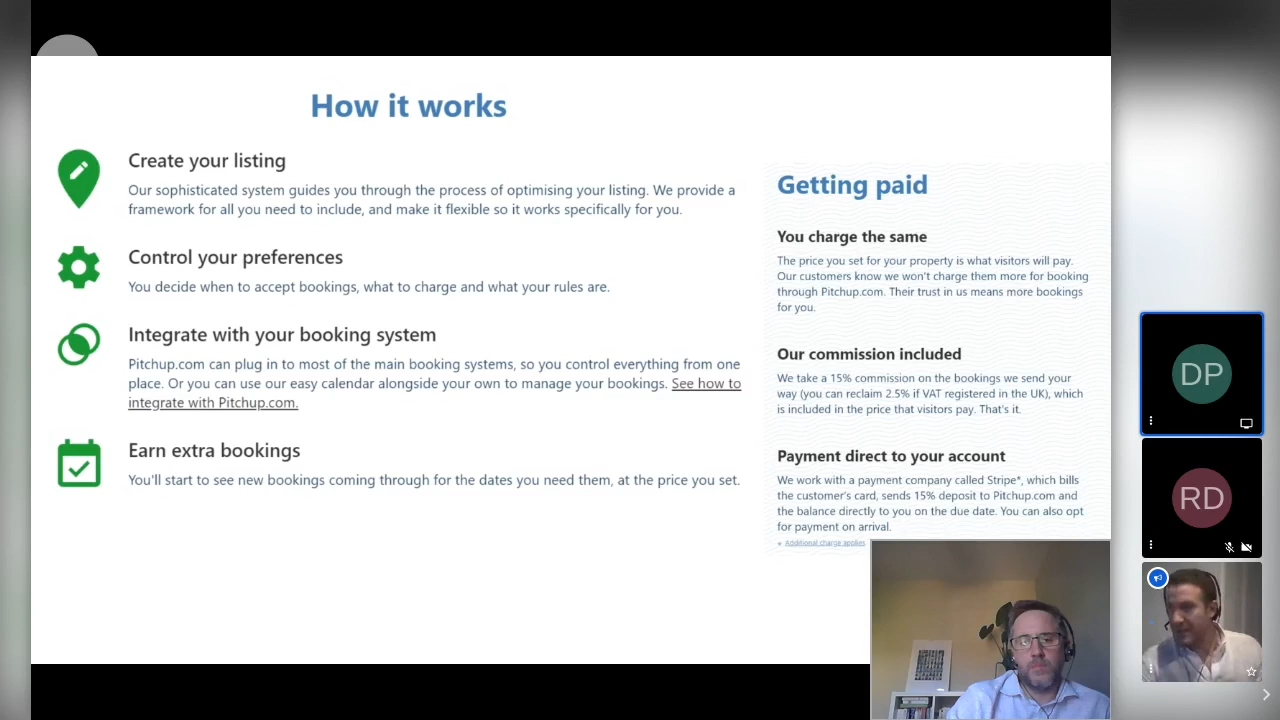 How it works
Create your listing
Our sophisticated system guides you through the process of optimising your listing. We provide a
framework for all you need to include, and make it flexible so it works specifically for you.
Control your preferences
You decide when to accept bookings, what to charge and what your rules are.
Integrate with your booking system
Pitchup.com can plug in to most of the main booking systems, so you control everything from one
place. Or you can use our easy calendar alongside your own to manage your bookings. See how to
integrate with Pitchup.com.
Earn extra bookings
You'll start to see new bookings coming through for the dates you need them, at the price you set.
Getting paid
You charge the same
The price you set for your property is what visitors will pay.
Our customers know we won't charge them more for booking
through Pitchup.com. Their trust in us means more bookings
for you.
Our commission included
We take a 15% commission on the bookings we send your
way (you can reclaim 2.5% if VAT registered in the UK), which
is included in the price that visitors pay. That's it.
Payment direct to your account
We work with a payment company called Stripe*, which bills
the customer's card, sends 15% deposit to Pitchup.com and
the balance directly to you on the due date. You can also opt
for payment on arrival.
* Additional charge applies
DP
RD